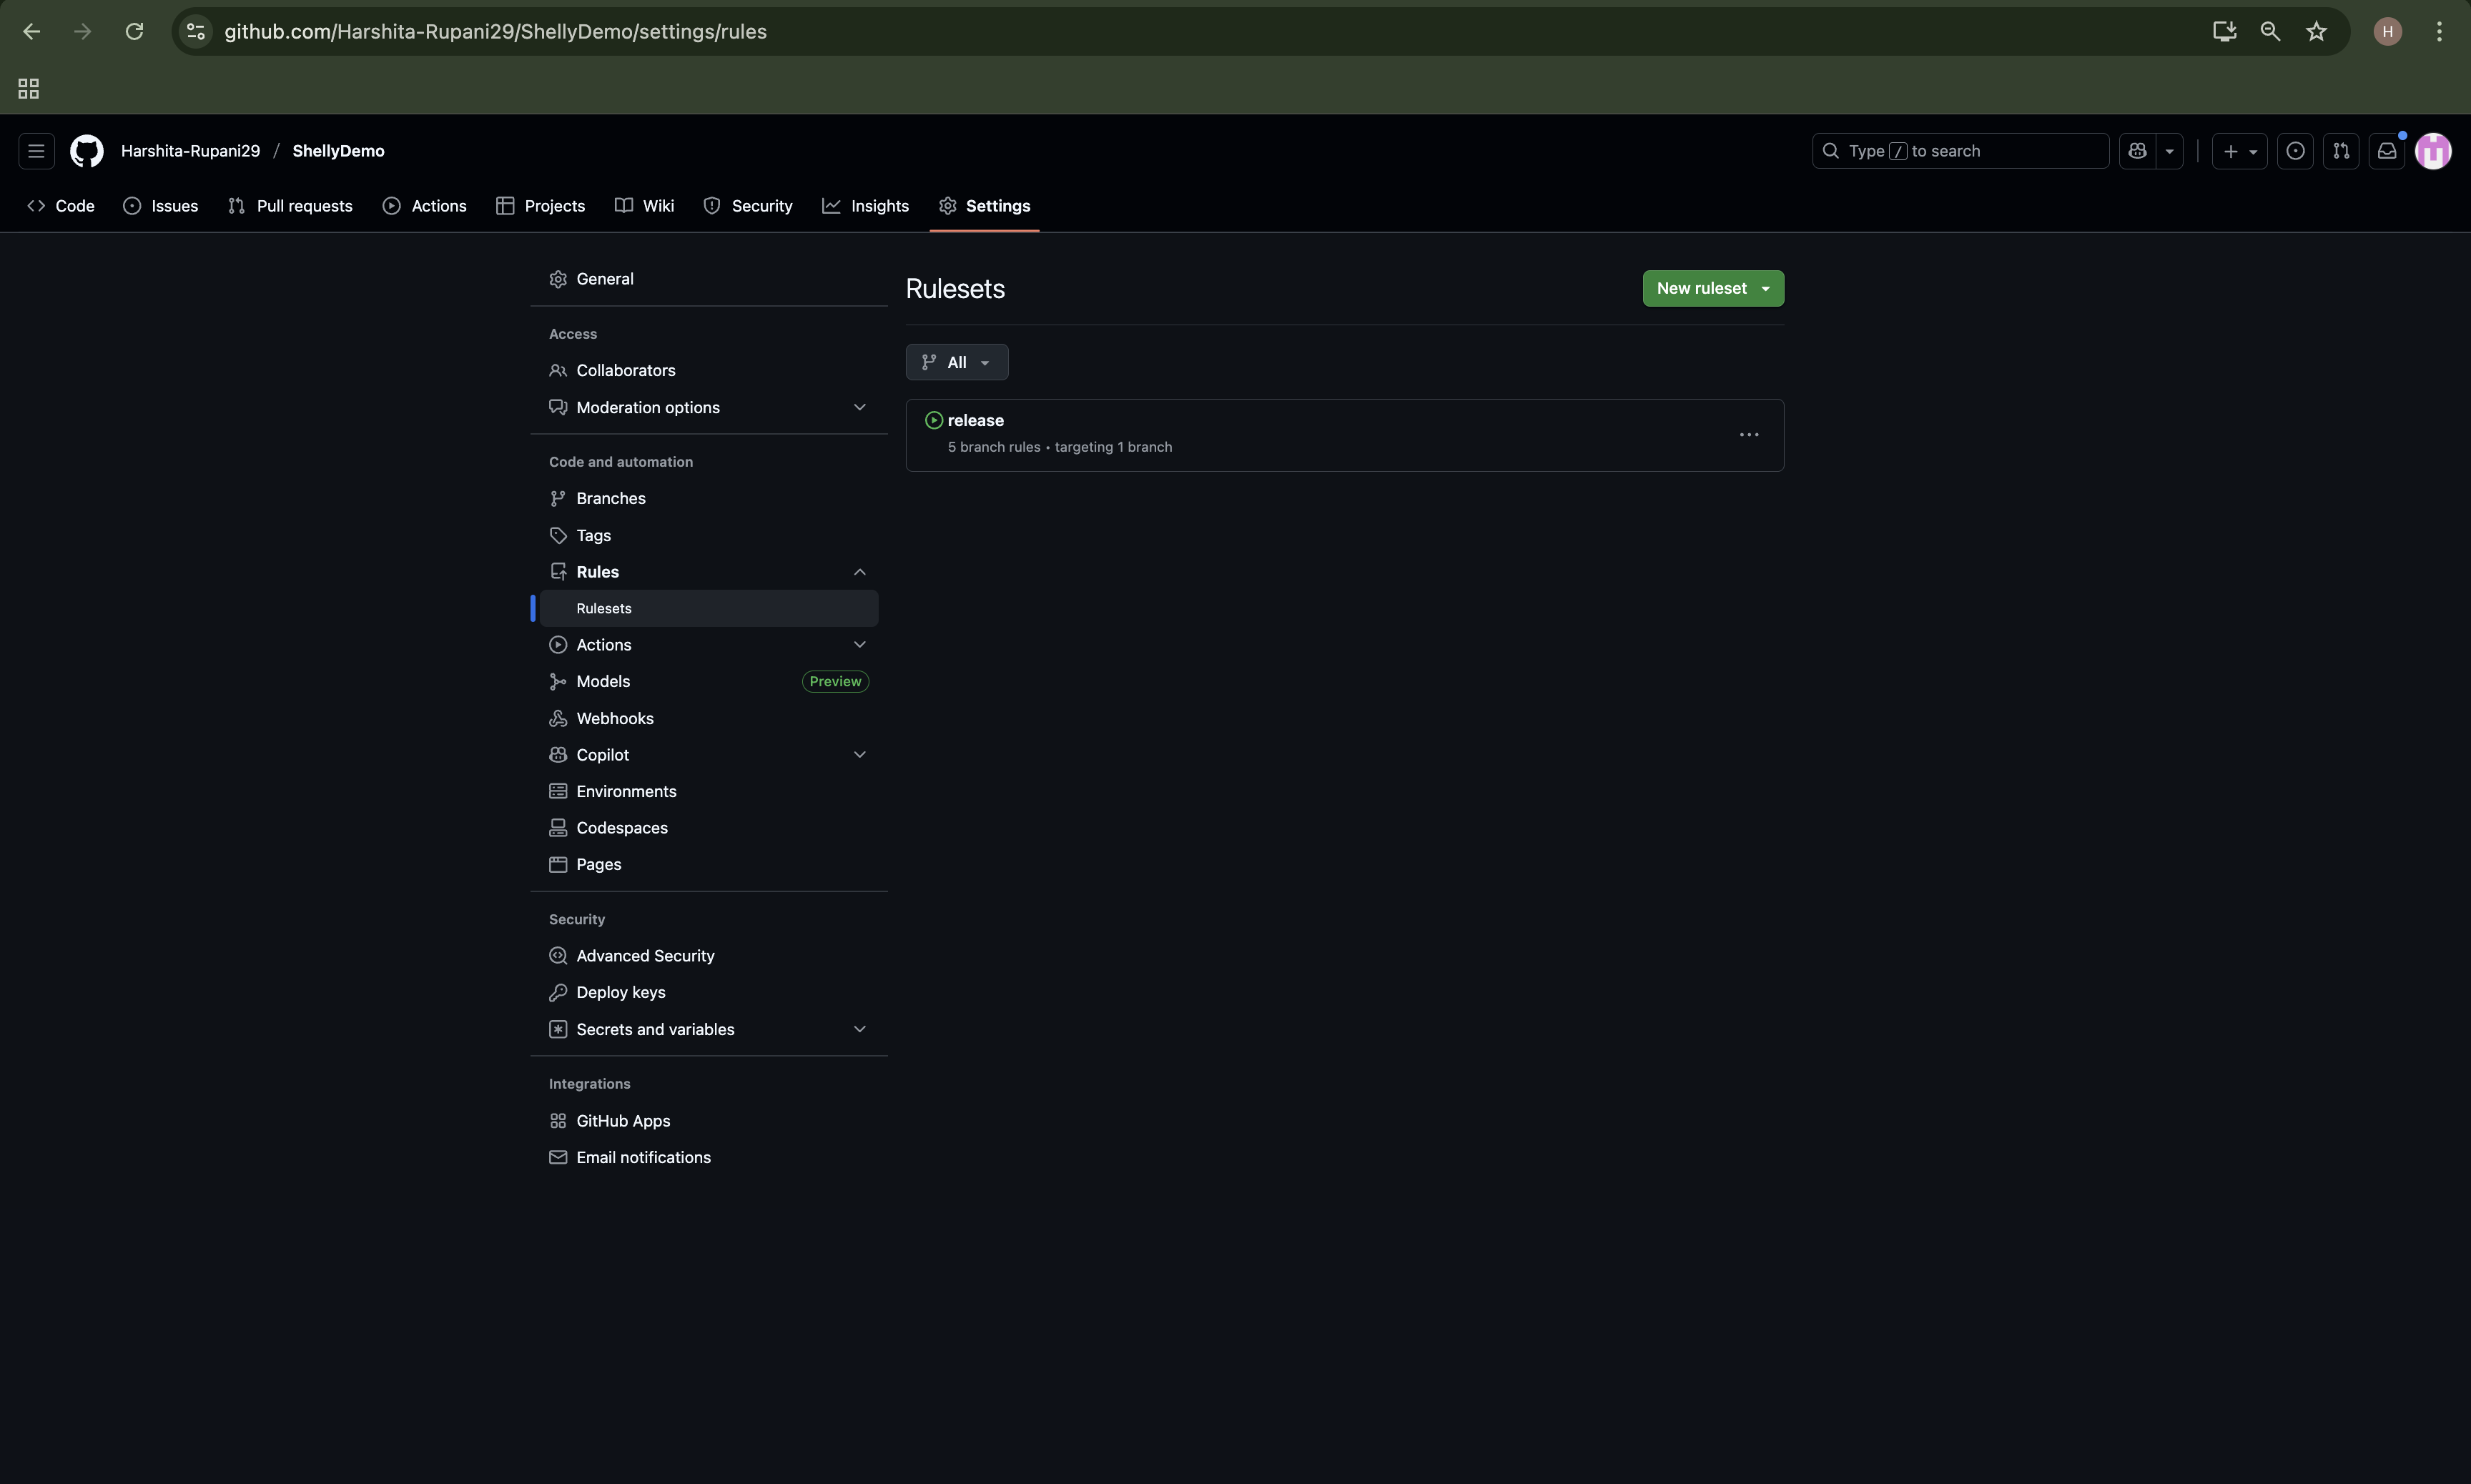 github.com/Harshita-Rupani29/ShellyDemo/settings/rules
H
Harshita-Rupani29 / ShellyDemo
Type / to search
Code
Issues
Pull requests
Actions
Projects
Wiki
Security
Insights
Settings
General
Access
Collaborators
Moderation options
Code and automation
Branches
Tags
Rules
Rulesets
Actions
Models
Preview
Webhooks
Copilot
Environments
Codespaces
Pages
Security
Advanced Security
Deploy keys
Secrets and variables
Integrations
GitHub Apps
Email notifications
Rulesets
New ruleset
All
release
5 branch rules • targeting 1 branch